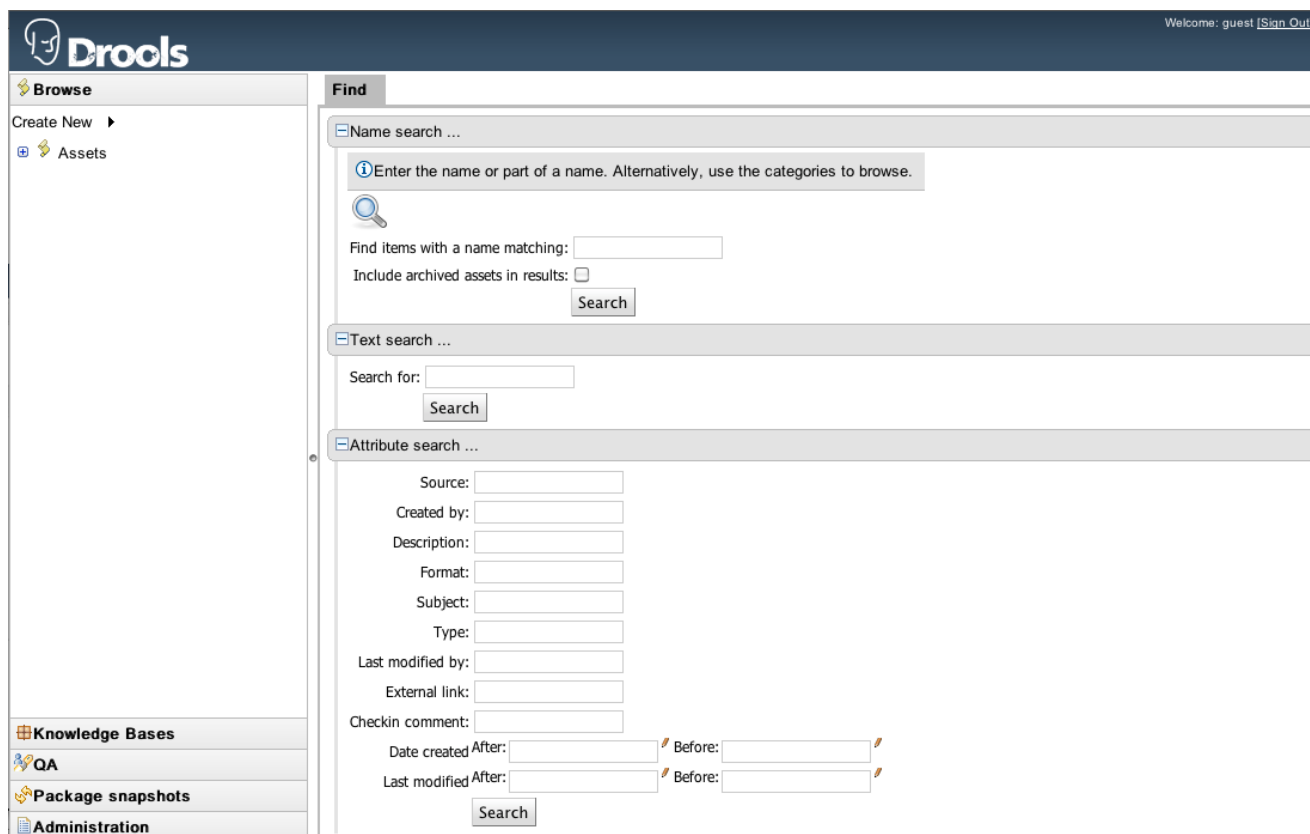 Drools
Welcome: guest [Sign Out
Browse
Create New
Assets
Knowledge Bases
QA
Package snapshots
Administration
Find
Name search ...
Enter the name or part of a name. Alternatively, use the categories to browse.
Find items with a name matching:
Include archived assets in results:
Search
Text search ...
Search for:
Search
Attribute search ...
Source:
Created by:
Description:
Format:
Subject:
Type:
Last modified by:
External link:
Checkin comment:
Date created After: Before:
Last modified After: Before:
Search